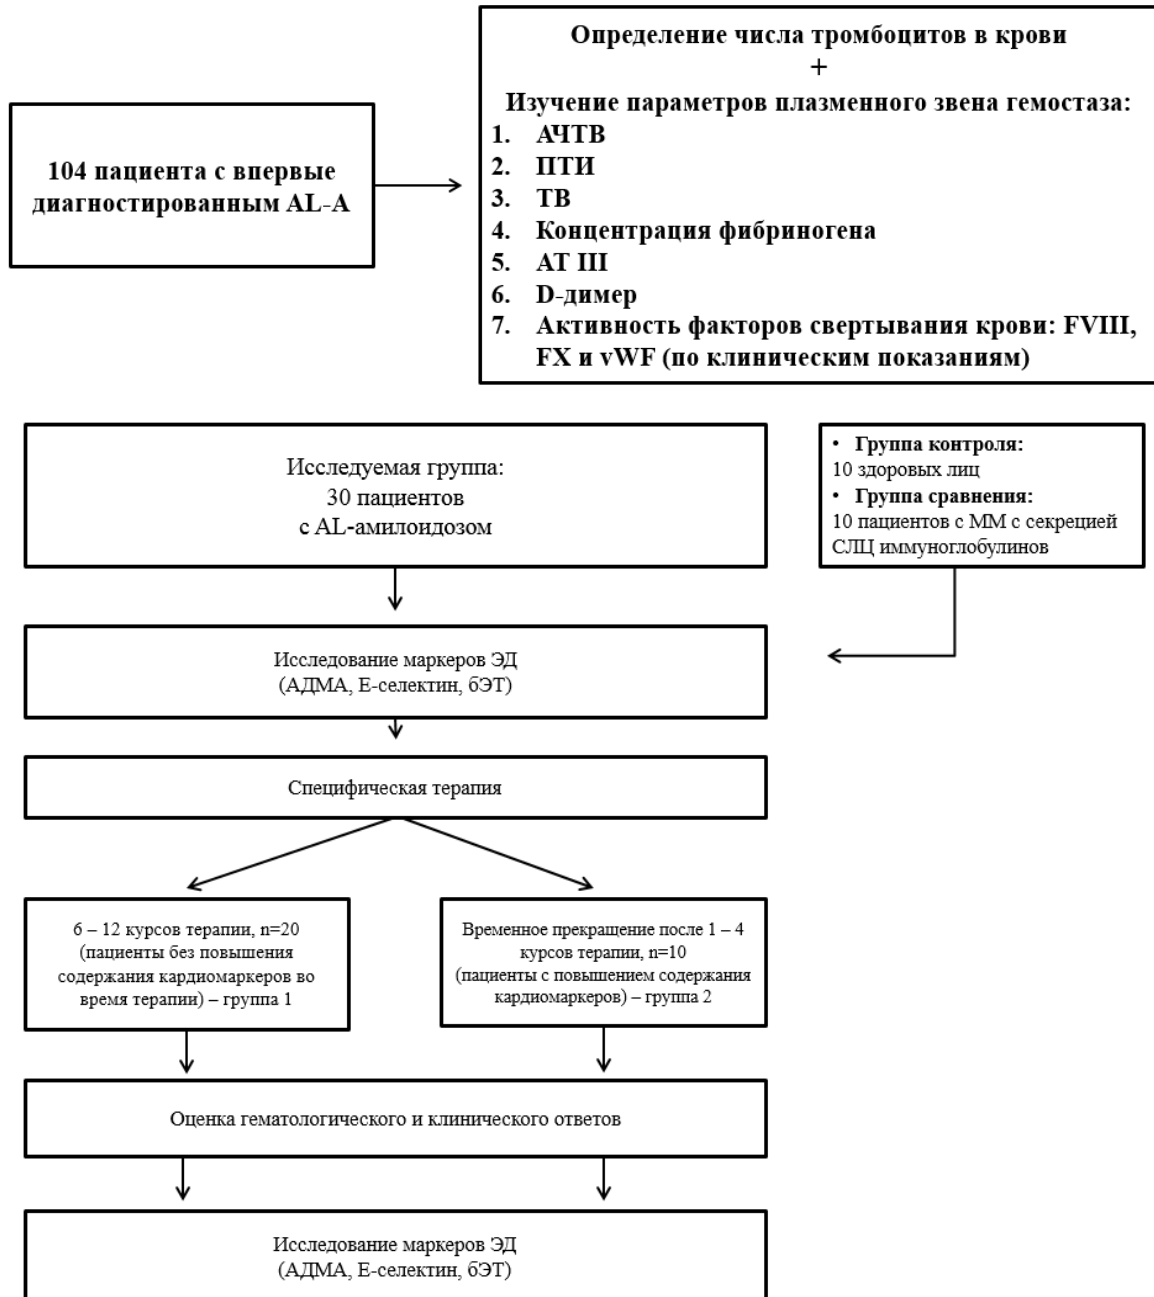 104 пациента с впервые
диагностированным AL-A
Определение числа тромбоцитов в крови
+
Изучение параметров плазменного звена гемостаза:
1. АЧТВ
2. ПТИ
3. ТВ
4. Концентрация фибриногена
5. АТ III
6. D-димер
7. Активность факторов свертывания крови: FVIII,
FX и vWF (по клиническим показаниям)
Исследуемая группа:
30 пациентов
с AL-амилоидозом
• Группа контроля:
10 здоровых лиц
• Группа сравнения:
10 пациентов с ММ с секрецией
СЛЦ иммуноглобулинов
Исследование маркеров ЭД
(АДМА, Е-селектин, бЭТ)
Специфическая терапия
6 – 12 курсов терапии, n=20
(пациенты без повышения
содержания кардиомаркеров во
время терапии) – группа 1
Временное прекращение после 1 – 4
курсов терапии, n=10
(пациенты с повышением содержания
кардиомаркеров) – группа 2
Оценка гематологического и клинического ответов
Исследование маркеров ЭД
(АДМА, Е-селектин, бЭТ)